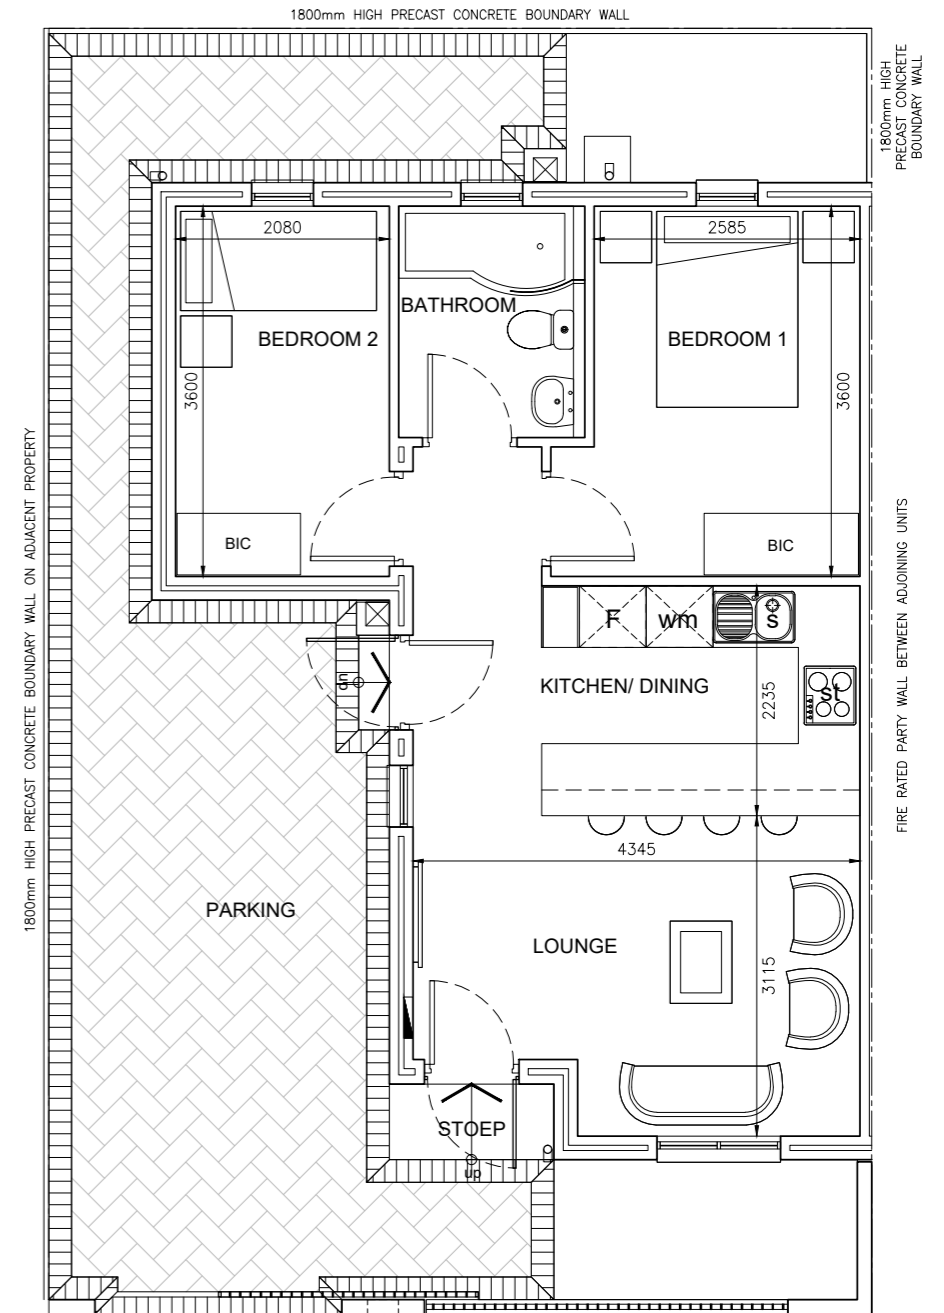 1800mm HIGH PRECAST CONCRETE BOUNDARY WALL
1800mm HIGH
PRECAST CONCRETE
BOUNDARY WALL
2080
2585
BATHROOM
BEDROOM 2
BEDROOM 1
3600
3600
BIC
BIC
1800mm HIGH PRECAST CONCRETE BOUNDARY WALL ON ADJACENT PROPERTY
FIRE RATED PARTY WALL BETWEEN ADJOINING UNITS
F
wm
s
dn
KITCHEN/ DINING
st
2235
4345
PARKING
LOUNGE
3115
STOEP
up